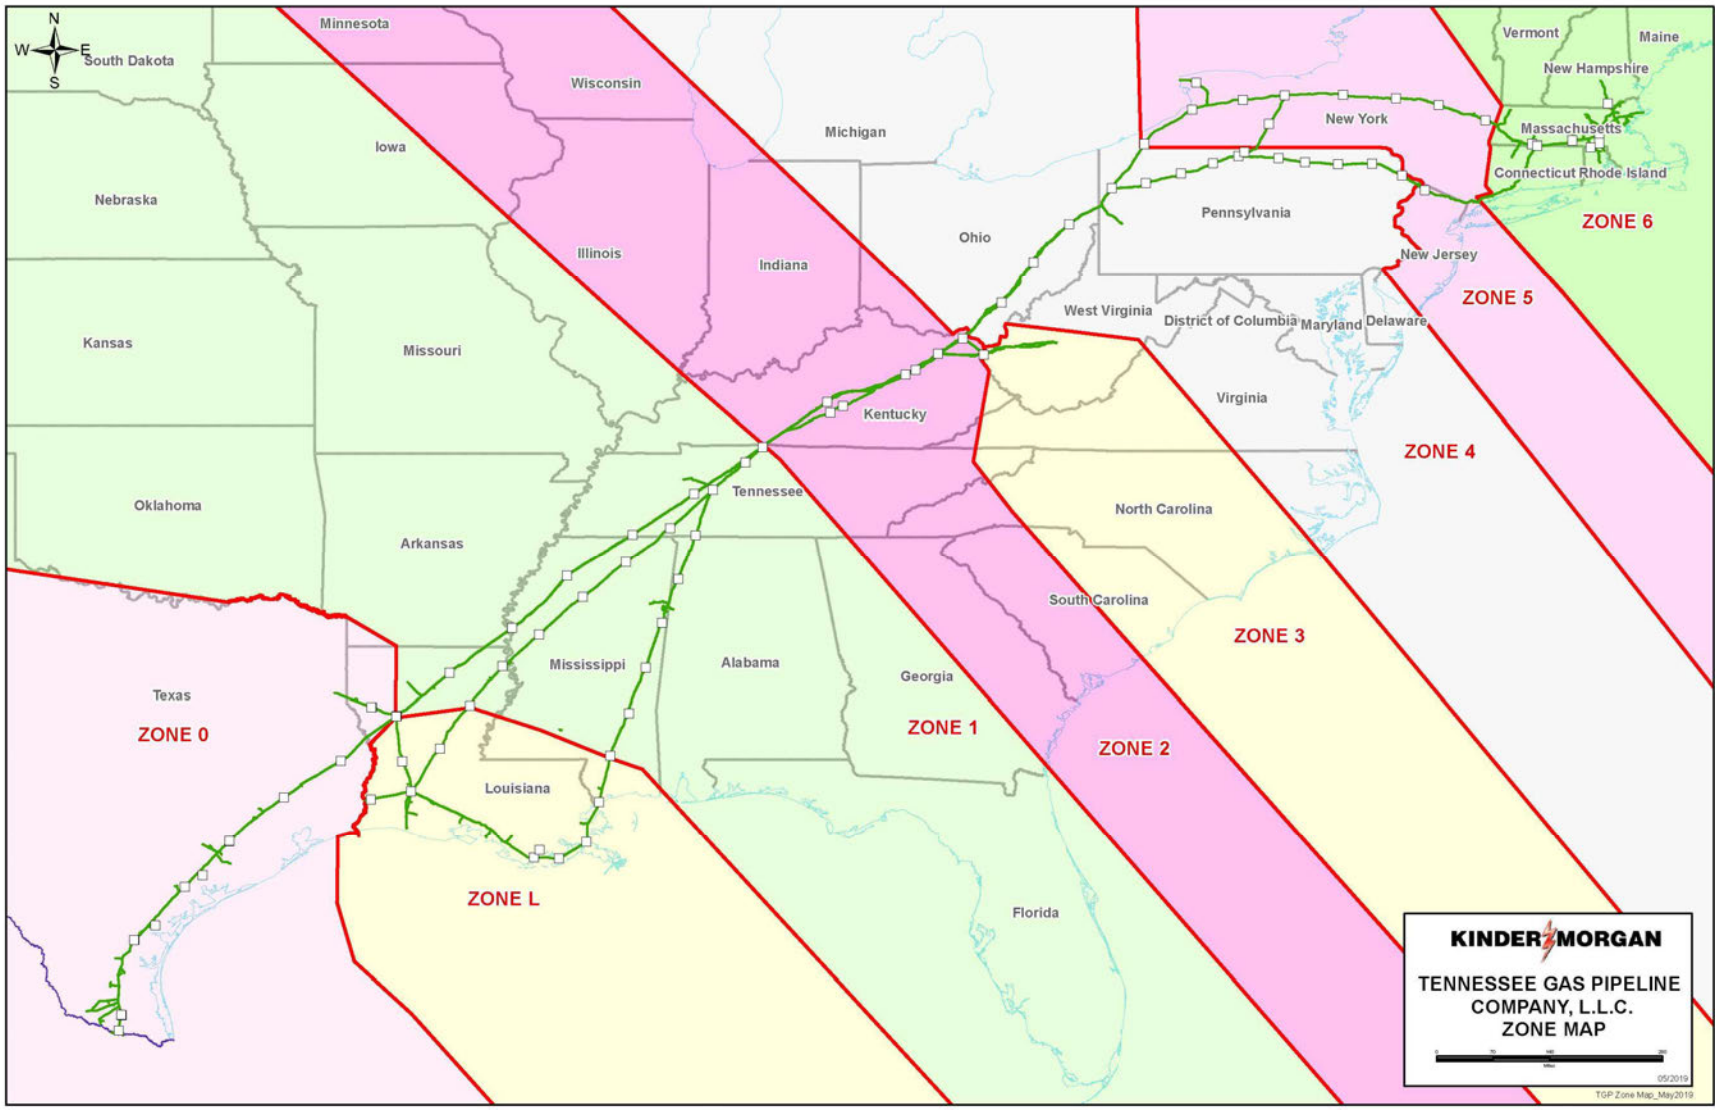 N
W E
S
Minnesota
South Dakota
Wisconsin
Vermont
Maine
New Hampshire
Michigan
New York
Massachusetts
Iowa
Connecticut Rhode Island
Nebraska
Pennsylvania
ZONE 6
Ohio
Illinois
Indiana
New Jersey
ZONE 5
West Virginia
District of Columbia
Maryland
Delaware
Kansas
Missouri
Virginia
Kentucky
ZONE 4
Tennessee
Oklahoma
North Carolina
Arkansas
South Carolina
ZONE 3
Mississippi
Alabama
Georgia
Texas
ZONE 0
ZONE 1
ZONE 2
Louisiana
ZONE L
Florida
KINDER MORGAN
TENNESSEE GAS PIPELINE
COMPANY, L.L.C.
ZONE MAP
Miles
05/2019
TGP Zone Map_May2019